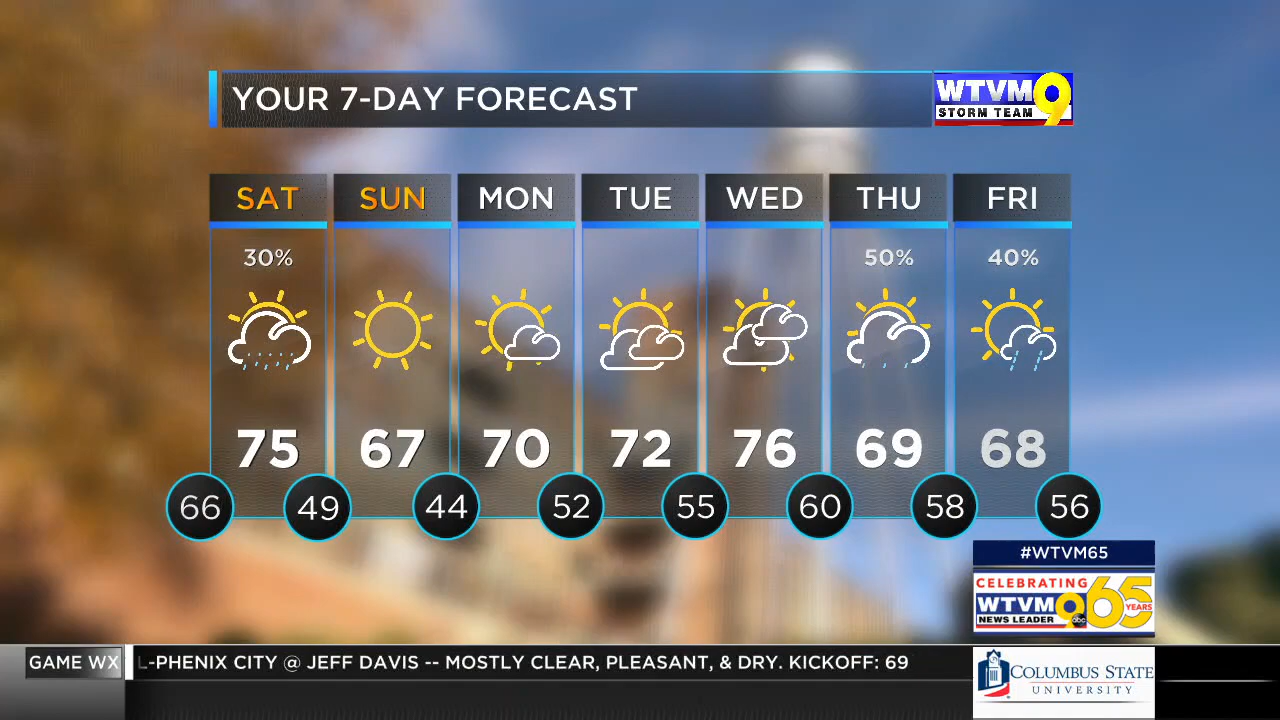 YOUR 7-DAY FORECAST
WTVM 9
STORM TEAM
SAT SUN MON TUE WED THU FRI
30% 50% 40%
75 67 70 72 76 69 68
66 49 44 52 55 60 58 56
#WTVM65
CELEBRATING 65 YEARS
WTVM 9 abc
NEWS LEADER
GAME WX L-PHENIX CITY @ JEFF DAVIS -- MOSTLY CLEAR, PLEASANT, & DRY. KICKOFF: 69
COLUMBUS STATE
UNIVERSITY